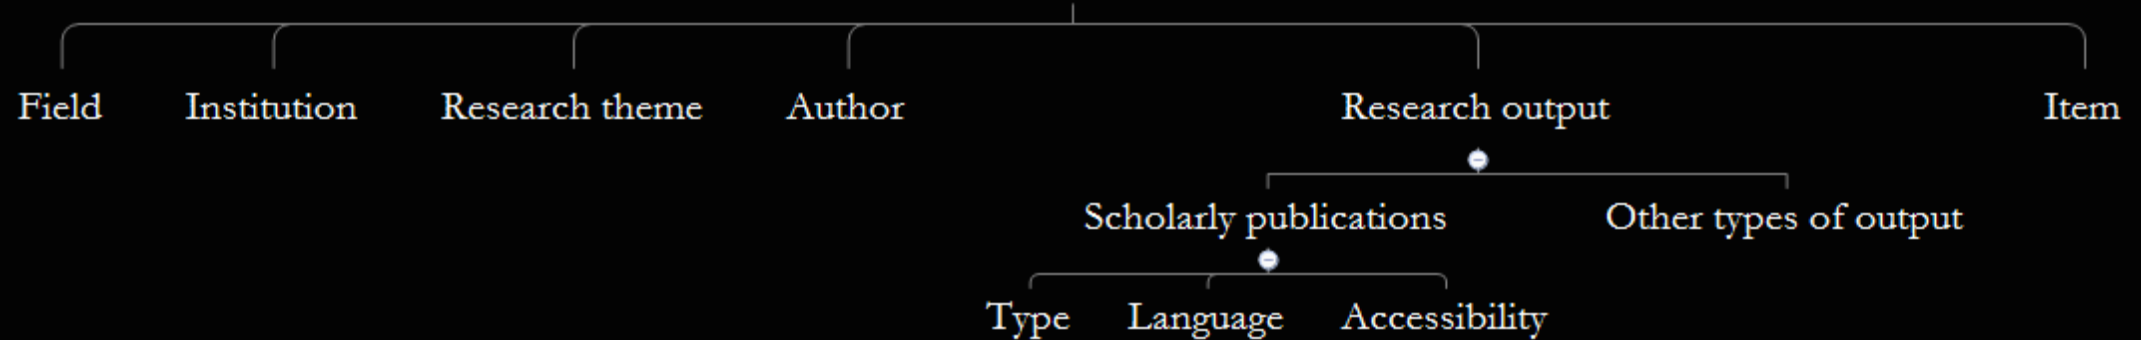 Field
Institution
Research theme
Author
Research output
Item
Scholarly publications
Other types of output
Type
Language
Accessibility